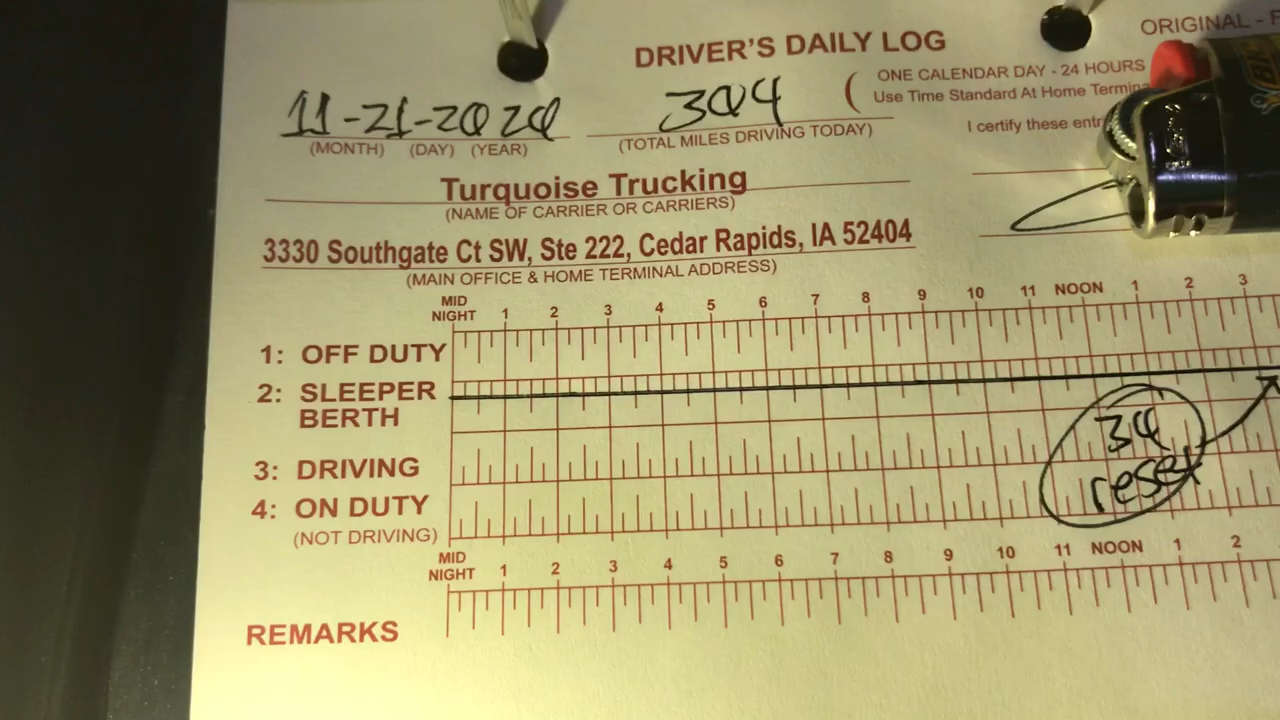 ORIGINAL -
DRIVER'S DAILY LOG
ONE CALENDAR DAY - 24 HOURS
11-21-2020 304 ( Use Time Standard At Home
(MONTH) (DAY) (YEAR) (TOTAL MILES DRIVING TODAY) I certify these
Turquoise Trucking
(NAME OF CARRIER OR CARRIERS)
3330 Southgate Ct SW, Ste 222, Cedar Rapids, IA 52404
(MAIN OFFICE & HOME TERMINAL ADDRESS)
MID NIGHT 1 2 3 4 5 6 7 8 9 10 11 NOON 1 2 3
1: OFF DUTY
2: SLEEPER
BERTH
34
reset
3: DRIVING
4: ON DUTY
(NOT DRIVING)
MID NIGHT 1 2 3 4 5 6 7 8 9 10 11 NOON 1 2
REMARKS